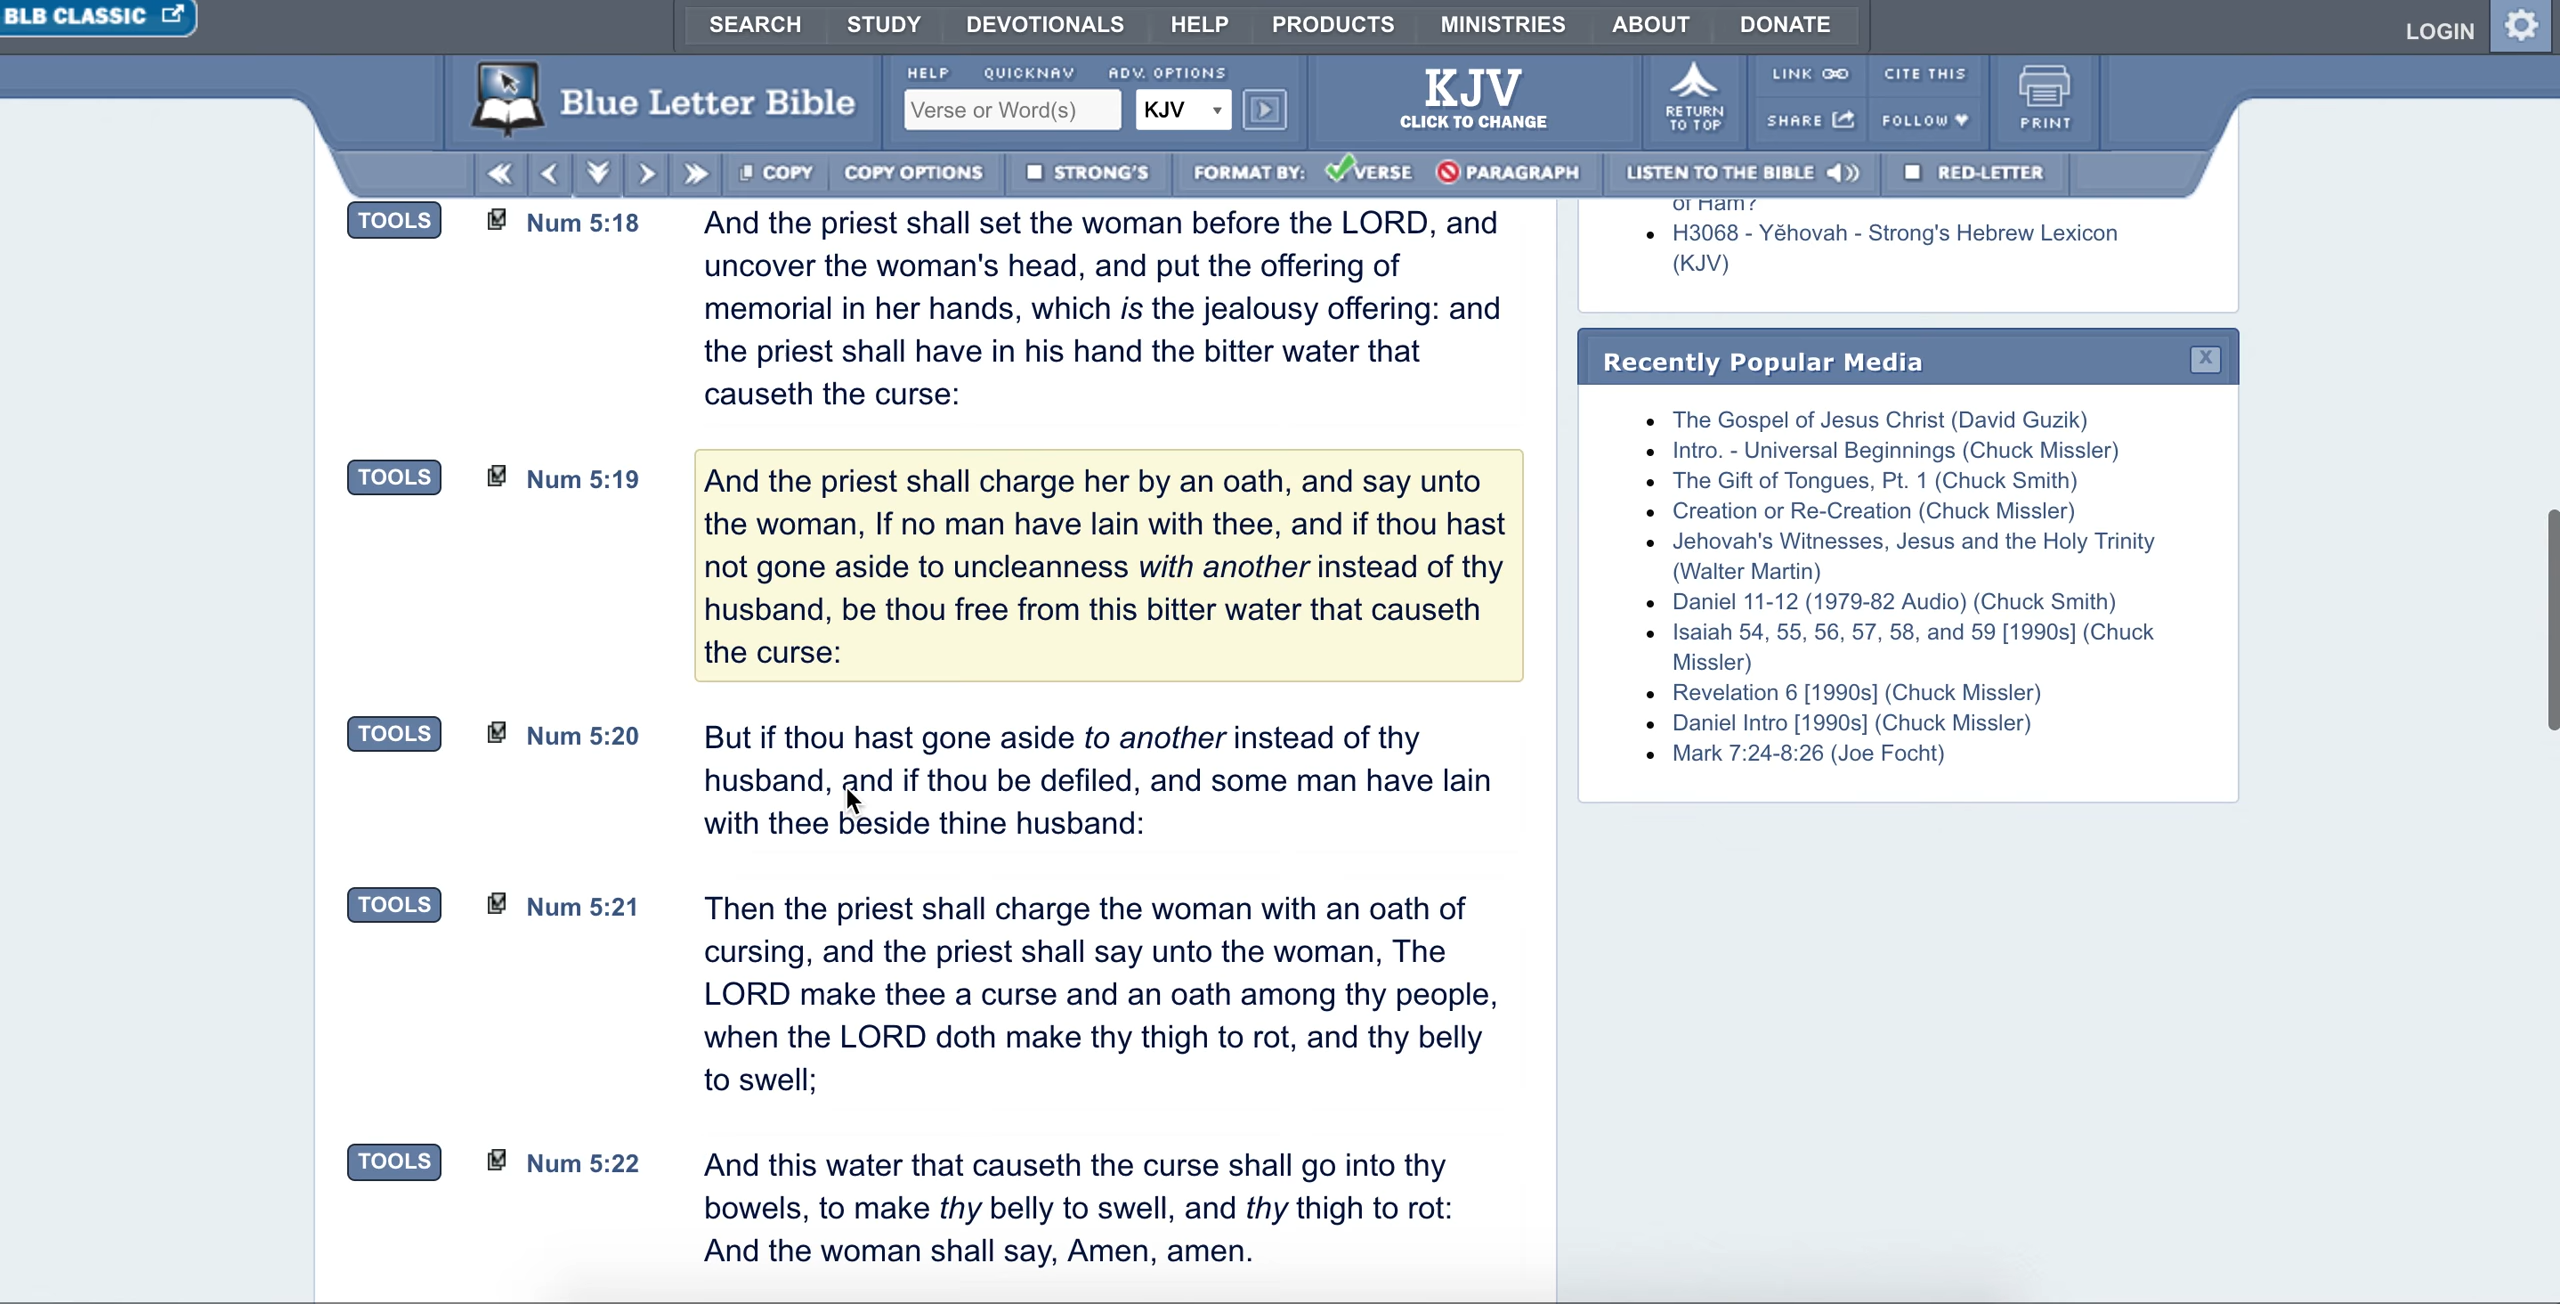 BLB CLASSIC
SEARCH STUDY DEVOTIONALS HELP PRODUCTS MINISTRIES ABOUT DONATE
LOGIN
Blue Letter Bible
HELP QUICKNAV ADV. OPTIONS
Verse or Word(s) KJV
KJV
CLICK TO CHANGE
RETURN
TO TOP
LINK CITE THIS
SHARE FOLLOW
PRINT
COPY COPY OPTIONS STRONG'S FORMAT BY: VERSE PARAGRAPH LISTEN TO THE BIBLE RED-LETTER
TOOLS Num 5:18 And the priest shall set the woman before the LORD, and
uncover the woman's head, and put the offering of
memorial in her hands, which is the jealousy offering: and
the priest shall have in his hand the bitter water that
causeth the curse:
TOOLS Num 5:19 And the priest shall charge her by an oath, and say unto
the woman, If no man have lain with thee, and if thou hast
not gone aside to uncleanness with another instead of thy
husband, be thou free from this bitter water that causeth
the curse:
TOOLS Num 5:20 But if thou hast gone aside to another instead of thy
husband, and if thou be defiled, and some man have lain
with thee beside thine husband:
TOOLS Num 5:21 Then the priest shall charge the woman with an oath of
cursing, and the priest shall say unto the woman, The
LORD make thee a curse and an oath among thy people,
when the LORD doth make thy thigh to rot, and thy belly
to swell;
TOOLS Num 5:22 And this water that causeth the curse shall go into thy
bowels, to make thy belly to swell, and thy thigh to rot:
And the woman shall say, Amen, amen.
of Ham?
H3068 - Yĕhovah - Strong's Hebrew Lexicon
(KJV)
Recently Popular Media X
The Gospel of Jesus Christ (David Guzik)
Intro. - Universal Beginnings (Chuck Missler)
The Gift of Tongues, Pt. 1 (Chuck Smith)
Creation or Re-Creation (Chuck Missler)
Jehovah's Witnesses, Jesus and the Holy Trinity
(Walter Martin)
Daniel 11-12 (1979-82 Audio) (Chuck Smith)
Isaiah 54, 55, 56, 57, 58, and 59 [1990s] (Chuck
Missler)
Revelation 6 [1990s] (Chuck Missler)
Daniel Intro [1990s] (Chuck Missler)
Mark 7:24-8:26 (Joe Focht)